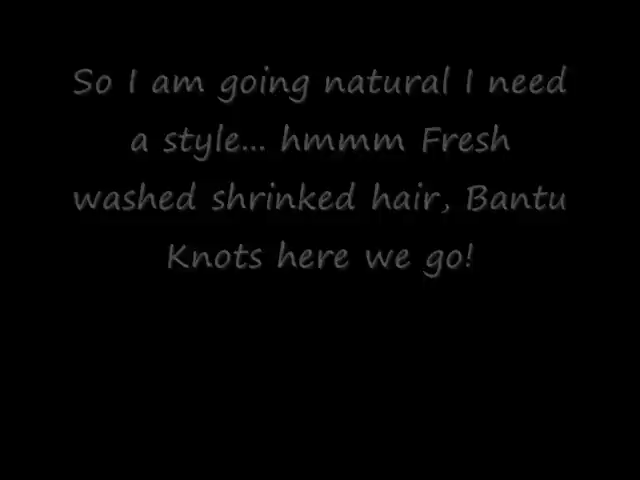 So I am going natural I need
a style... hmmm Fresh
washed shrinked hair, Bantu
Knots here we go!